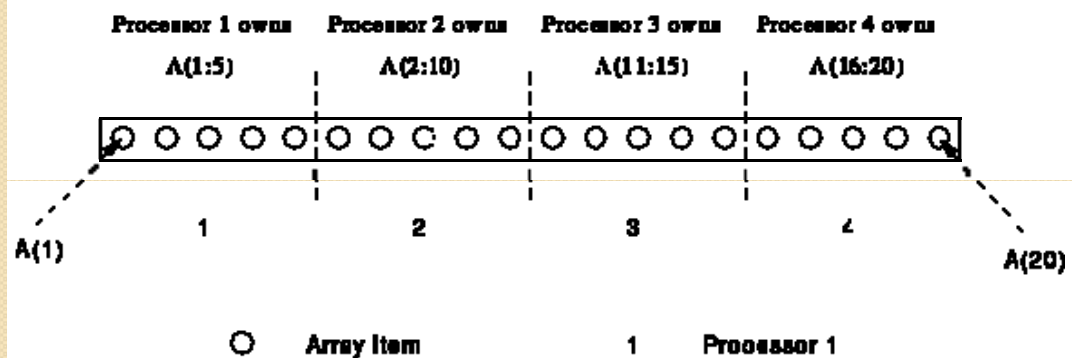 Processor 1 owns Processor 2 owns Processor 3 owns Processor 4 owns
A(1:5) A(2:10) A(11:15) A(16:20)
1 2 3 4
A(1) A(20)
Array Item 1 Processor 1